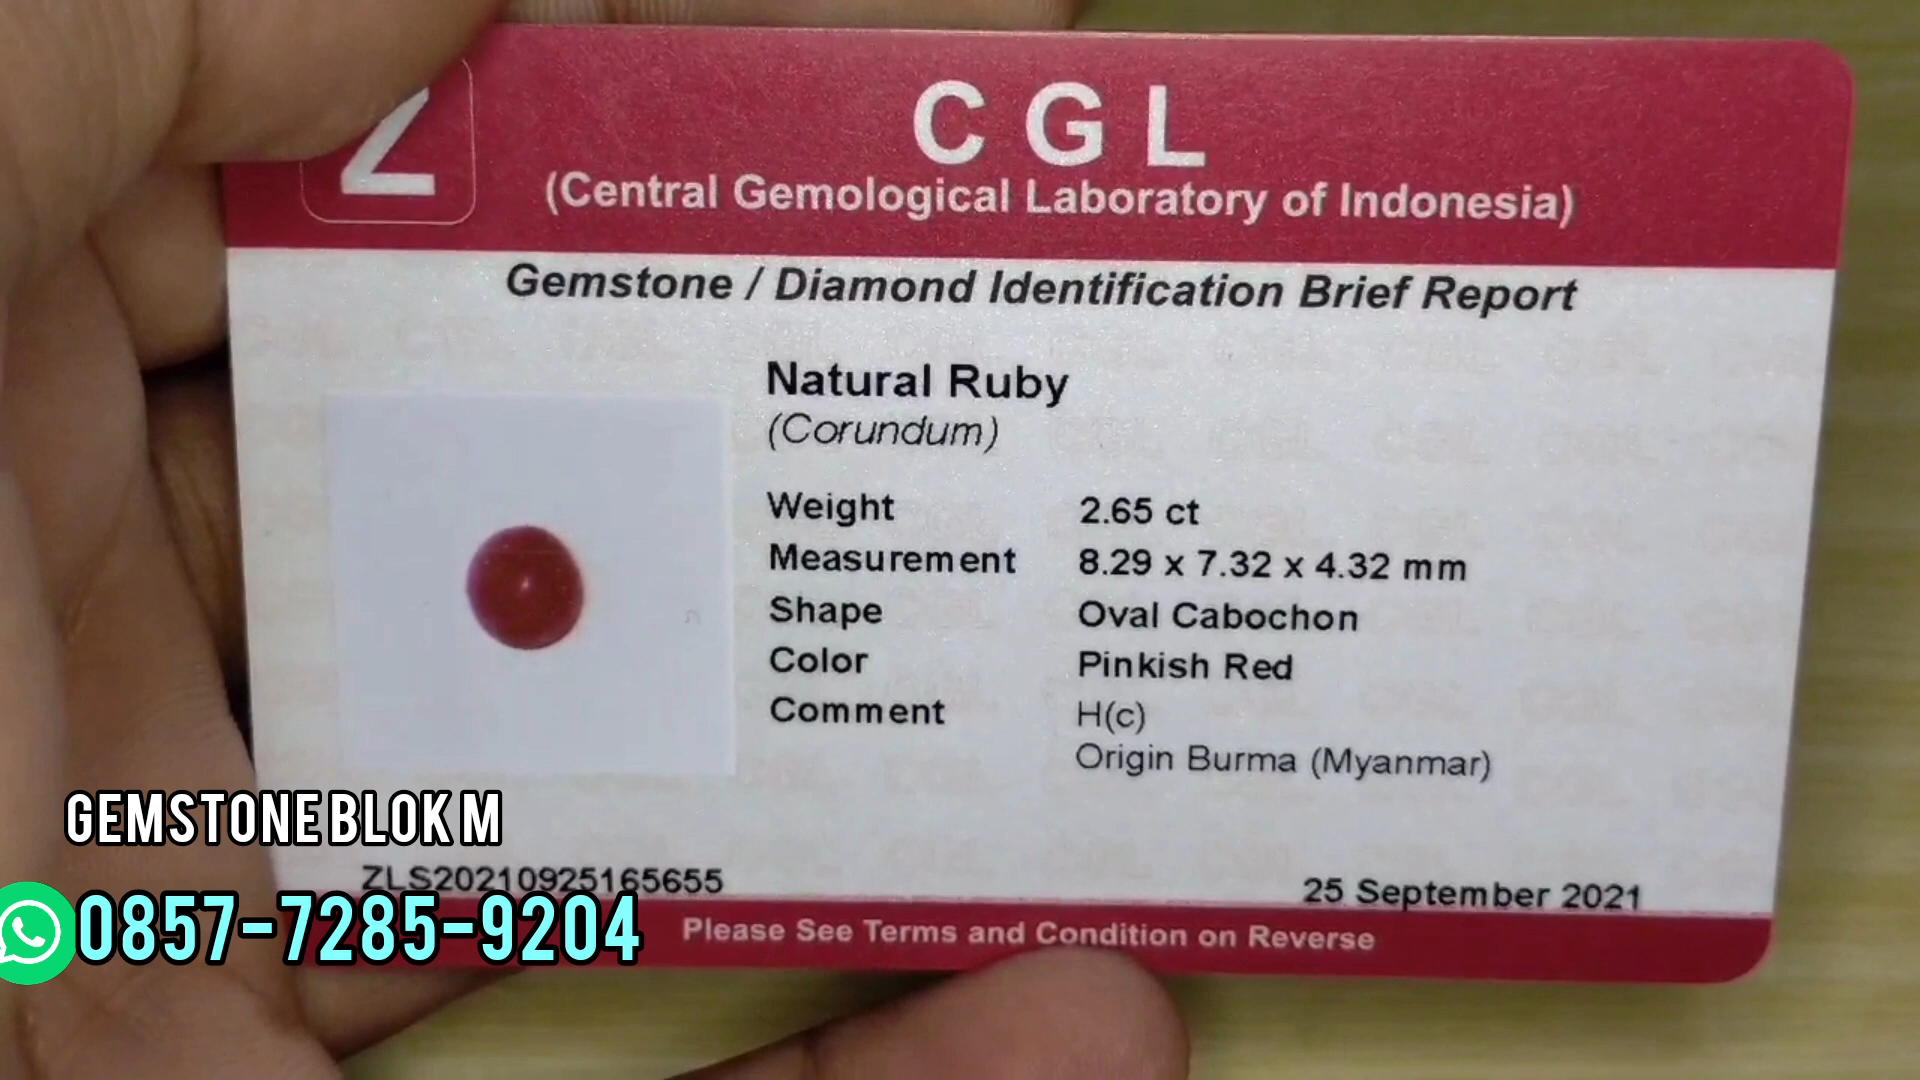 Z
C G L
(Central Gemological Laboratory of Indonesia)
Gemstone / Diamond Identification Brief Report
Natural Ruby
(Corundum)
Weight 2.65 ct
Measurement 8.29 x 7.32 x 4.32 mm
Shape Oval Cabochon
Color Pinkish Red
Comment H(c)
Origin Burma (Myanmar)
GEMSTONE BLOK M
ZLS20210925165655
25 September 2021
0857-7285-9204
Please See Terms and Condition on Reverse